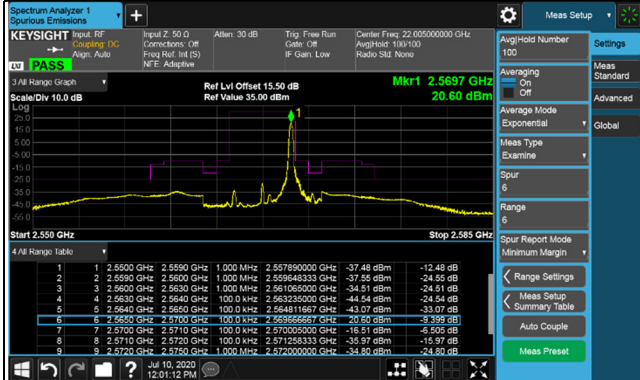 Spectrum Analyzer 1
Spurious Emissions
Meas Setup
KEYSIGHT
Input: RF
Coupling: DC
Align: Auto
Input Z: 50 Ω
Corrections: Off
Freq Ref: Int (S)
NFE: Adaptive
Atten: 30 dB
Trig: Free Run
Gate: Off
IF Gain: Low
Center Freq: 22.005000000 GHz
Avg|Hold: 100/100
Radio Std: None
LXI
PASS
3 All Range Graph
Scale/Div 10.0 dB
Ref Lvl Offset 15.50 dB
Ref Value 35.00 dBm
Mkr1 2.5697 GHz
20.60 dBm
Log
25.0
15.0
5.00
-5.00
-15.0
-25.0
-35.0
-45.0
-55.0
1
Start 2.550 GHz
Stop 2.585 GHz
4 All Range Table
1 1 2.5500 GHz 2.5590 GHz 1.000 MHz 2.557890000 GHz -37.48 dBm -12.48 dB
2 2 2.5590 GHz 2.5600 GHz 1.000 MHz 2.559648333 GHz -37.55 dBm -24.55 dB
3 3 2.5600 GHz 2.5630 GHz 1.000 MHz 2.561065000 GHz -34.51 dBm -24.51 dB
4 4 2.5630 GHz 2.5640 GHz 100.0 kHz 2.563235000 GHz -44.54 dBm -24.54 dB
5 5 2.5640 GHz 2.5650 GHz 100.0 kHz 2.564811667 GHz -43.07 dBm -33.07 dB
6 6 2.5650 GHz 2.5700 GHz 100.0 kHz 2.569666667 GHz 20.60 dBm -9.399 dB
7 7 2.5700 GHz 2.5710 GHz 100.0 kHz 2.570005000 GHz -16.51 dBm -6.505 dB
8 8 2.5710 GHz 2.5720 GHz 100.0 kHz 2.571258333 GHz -35.97 dBm -15.97 dB
9 9 2.5720 GHz 2.5750 GHz 1.000 MHz 2.572000000 GHz -34.80 dBm -24.80 dB
Avg|Hold Number
100
Averaging
On
Off
Average Mode
Exponential
Meas Type
Examine
Spur
6
Range
6
Spur Report Mode
Minimum Margin
Range Settings
Meas Setup
Summary Table
Auto Couple
Meas Preset
Settings
Meas
Standard
Advanced
Global
Jul 10, 2020
12:01:12 PM